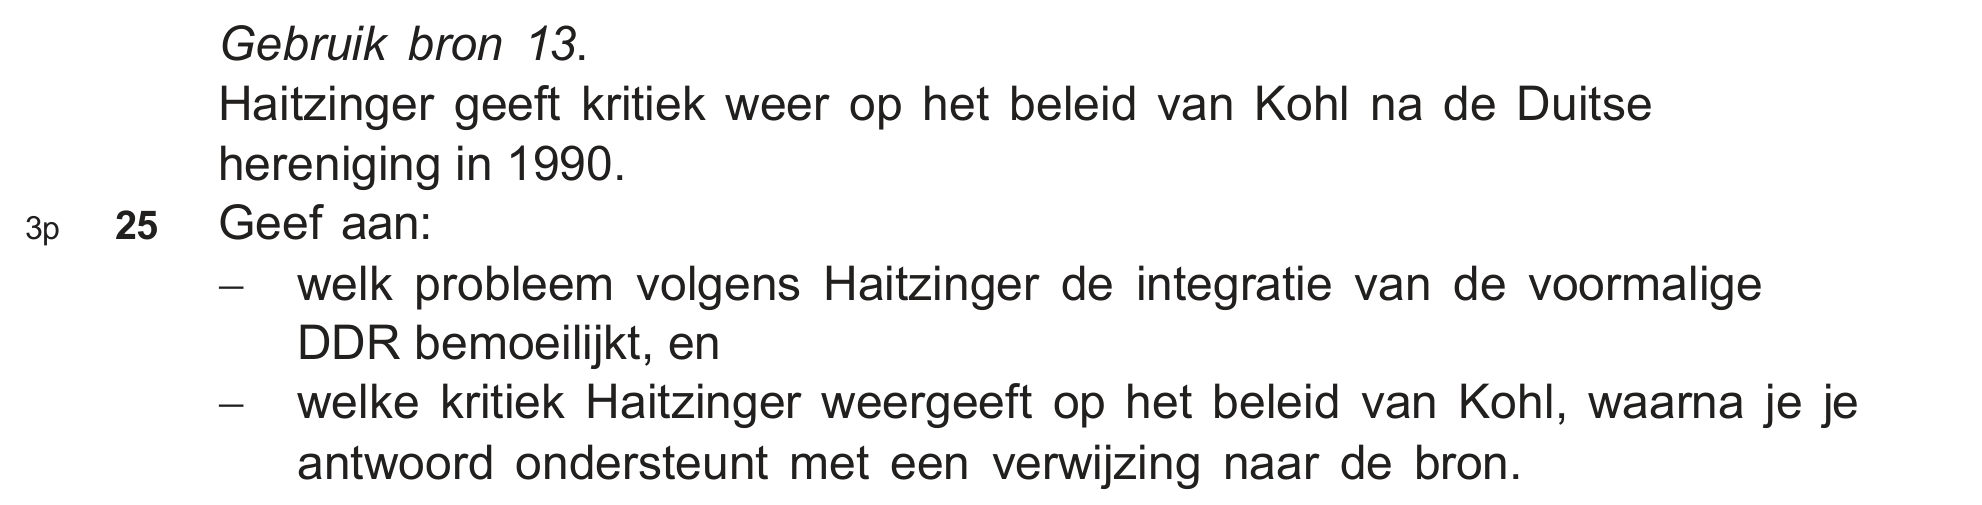 Gebruik bron 13.
Haitzinger geeft kritiek weer op het beleid van Kohl na de Duitse
hereniging in 1990.
3p 25 Geef aan:
– welk probleem volgens Haitzinger de integratie van de voormalige
DDR bemoeilijkt, en
– welke kritiek Haitzinger weergeeft op het beleid van Kohl, waarna je je
antwoord ondersteunt met een verwijzing naar de bron.